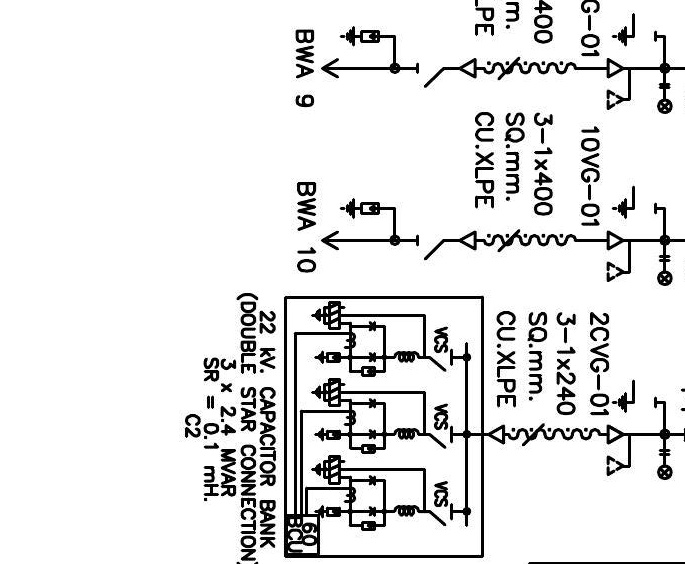 G-01
400
m.
LPE
BWA 9
10VG-01
3-1x400
SQ.mm.
CU.XLPE
BWA 10
2CVG-01
3-1x240
SQ.mm.
CU.XLPE
VCS
VCS
VCS
60
BCU
22 kV. CAPACITOR BANK
(DOUBLE STAR CONNECTION)
3 x 2.4 MVAR
SR = 0.1 mH.
C2